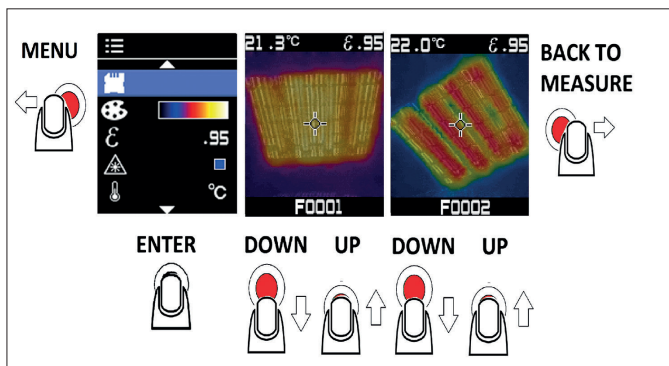 MENU
.95
°C
21.3°C ε.95
F0001
22.0°C ε.95
F0002
BACK TO
MEASURE
ENTER
DOWN UP DOWN UP